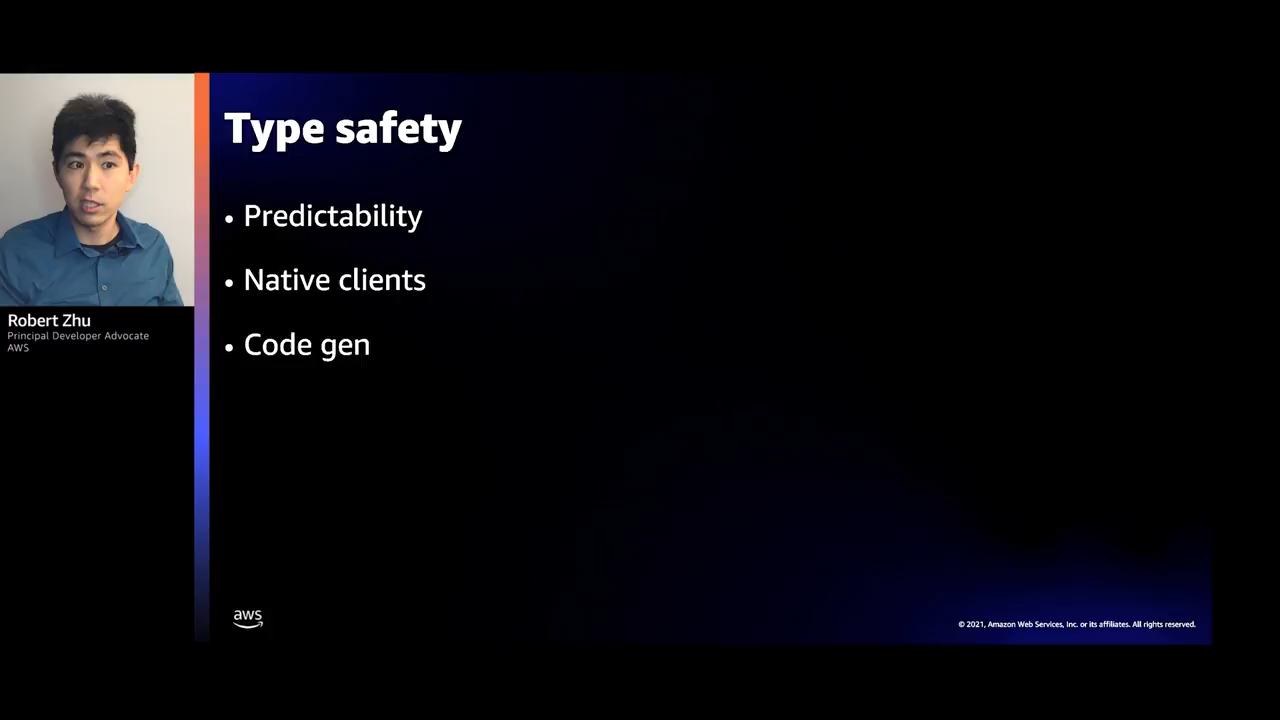 Type safety
• Predictability
• Native clients
• Code gen
Robert Zhu
Principal Developer Advocate
AWS
aws
© 2021, Amazon Web Services, Inc. or its affiliates. All rights reserved.